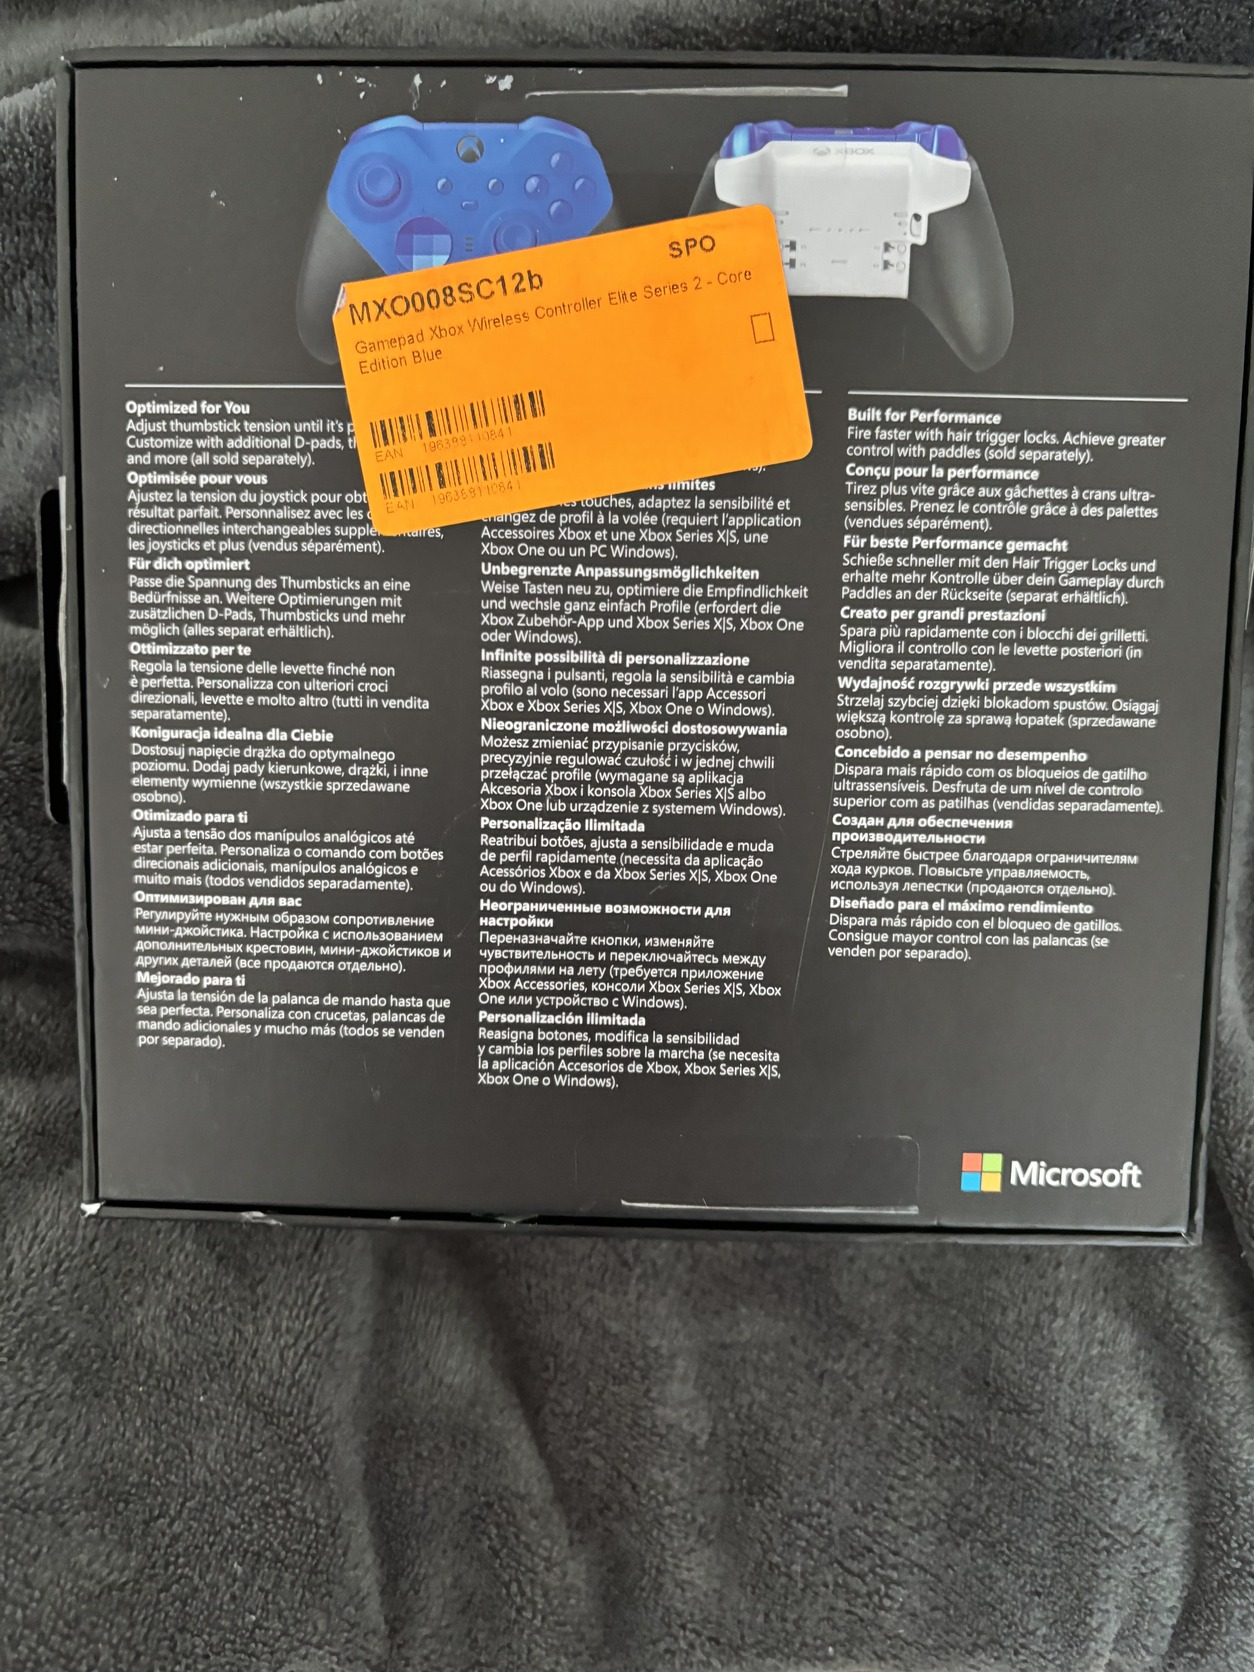 XBOX
SPO
MXO008SC12b
Gamepad Xbox Wireless Controller Elite Series 2 - Core
Edition Blue
EAN
EAN
Optimized for You
Adjust thumbstick tension until it's
Customize with additional D-pads,
and more (all sold separately).
Optimisée pour vous
Ajustez la tension du joystick pour
résultat parfait. Personnalisez avec les
directionnelles interchangeables
les joysticks et plus (vendus séparément).
Für dich optimiert
Passe die Spannung des Thumbsticks an eine
Bedürfnisse an. Weitere Optimierungen mit
zusätzlichen D-Pads, Thumbsticks und mehr
möglich (alles separat erhältlich).
Ottimizzato per te
Regola la tensione delle levette finché non
è perfetta. Personalizza con ulteriori croci
direzionali, levette e molto altro (tutti in vendita
separatamente).
Koniguracja idealna dla Ciebie
Dostosuj napięcie drążka do optymalnego
poziomu. Dodaj pady kierunkowe, drążki, i inne
elementy wymienne (wszystkie sprzedawane
osobno).
Otimizado para ti
Ajusta a tensão dos manípulos analógicos até
estar perfeita. Personaliza o comando com botões
direcionais adicionais, manípulos analógicos e
muito mais (todos vendidos separadamente).
Оптимизирован для вас
Регулируйте нужным образом сопротивление
мини-джойстика. Настройка с использованием
дополнительных крестовин, мини-джойстиков и
других деталей (все продаются отдельно).
Mejorado para ti
Ajusta la tensión de la palanca de mando hasta que
sea perfecta. Personaliza con crucetas, palancas de
mando adicionales y mucho más (todos se venden
por separado).
limites
touches, adaptez la sensibilité et
changez de profil à la volée (requiert l'application
Accessoires Xbox et une Xbox Series X|S, une
Xbox One ou un PC Windows).
Unbegrenzte Anpassungsmöglichkeiten
Weise Tasten neu zu, optimiere die Empfindlichkeit
und wechsle ganz einfach Profile (erfordert die
Xbox Zubehör-App und Xbox Series X|S, Xbox One
oder Windows).
Infinite possibilità di personalizzazione
Riassegna i pulsanti, regola la sensibilità e cambia
profilo al volo (sono necessari l'app Accessori
Xbox e Xbox Series X|S, Xbox One o Windows).
Nieograniczone możliwości dostosowywania
Możesz zmieniać przypisanie przycisków,
precyzyjnie regulować czułość i w jednej chwili
przełączać profile (wymagane są aplikacja
Akcesoria Xbox i konsola Xbox Series X|S albo
Xbox One lub urządzenie z systemem Windows).
Personalização Ilimitada
Reatribui botões, ajusta a sensibilidade e muda
de perfil rapidamente (necessita da aplicação
Acessórios Xbox e da Xbox Series X|S, Xbox One
ou do Windows).
Неограниченные возможности для
настройки
Переназначайте кнопки, изменяйте
чувствительность и переключайтесь между
профилями на лету (требуется приложение
Xbox Accessories, консоли Xbox Series X|S, Xbox
One или устройство с Windows).
Personalización ilimitada
Reasigna botones, modifica la sensibilidad
y cambia los perfiles sobre la marcha (se necesita
la aplicación Accesorios de Xbox, Xbox Series X|S,
Xbox One o Windows).
Built for Performance
Fire faster with hair trigger locks. Achieve greater
control with paddles (sold separately).
Conçu pour la performance
Tirez plus vite grâce aux gâchettes à crans ultra-
sensibles. Prenez le contrôle grâce à des palettes
(vendues séparément).
Für beste Performance gemacht
Schieße schneller mit den Hair Trigger Locks und
erhalte mehr Kontrolle über dein Gameplay durch
Paddles an der Rückseite (separat erhältlich).
Creato per grandi prestazioni
Spara più rapidamente con i blocchi dei grilletti.
Migliora il controllo con le levette posteriori (in
vendita separatamente).
Wydajność rozgrywki przede wszystkim
Strzelaj szybciej dzięki blokadom spustów. Osiągaj
większą kontrolę za sprawą łopatek (sprzedawane
osobno).
Concebido a pensar no desempenho
Dispara mais rápido com os bloqueios de gatilho
ultrassensíveis. Desfruta de um nível de controlo
superior com as patilhas (vendidas separadamente).
Создан для обеспечения
производительности
Стреляйте быстрее благодаря ограничителям
хода курков. Повысьте управляемость,
используя лепестки (продаются отдельно).
Diseñado para el máximo rendimiento
Dispara más rápido con el bloqueo de gatillos.
Consigue mayor control con las palancas (se
venden por separado).
Microsoft